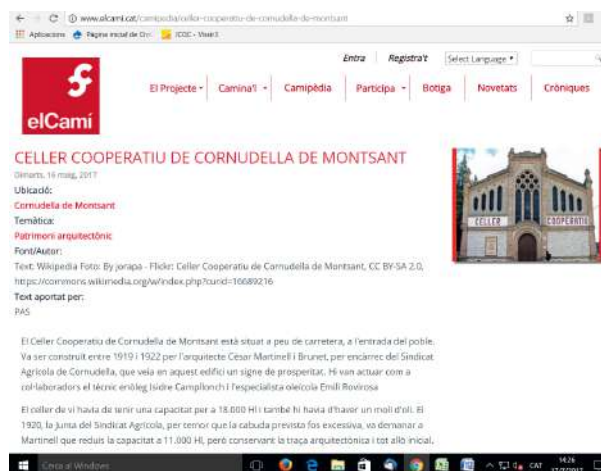 www.elcami.cat/camipedia/celler-cooperatiu-de-cornudella-de-montsant
Aplicacions Pàgina inicial de ICGC - Visor3
Entra Registra't Select Language
El Projecte Camina'l Camipèdia Participa Botiga Novetats Cròniques
elCamí
CELLER COOPERATIU DE CORNUDELLA DE MONTSANT
Dimarts, 16 maig, 2017
Ubicació:
Cornudella de Montsant
Temàtica:
Patrimoni arquitectònic
Font/Autor:
Text: Wikipedia Foto: By jorapa - Flickr: Celler Cooperatiu de Cornudella de Montsant, CC BY-SA 2.0,
https://commons.wikimedia.org/w/index.php?curid=16689216
Text aportat per:
PAS
CELLER COOPERATIU
El Celler Cooperatiu de Cornudella de Montsant està situat a peu de carretera, a l'entrada del poble.
Va ser construït entre 1919 i 1922 per l'arquitecte Cèsar Martinell i Brunet, per encàrrec del Sindicat
Agrícola de Cornudella, que veia en aquest edifici un signe de prosperitat. Hi van actuar com a
col·laboradors el tècnic enòleg Isidre Campllonch i l'especialista oleícola Emili Rovirosa
El celler de vi havia de tenir una capacitat per a 18.000 Hl i també hi havia d'haver un molí d'oli. El
1920, la junta del Sindicat Agrícola, per temor que la cabuda prevista fos excessiva, va demanar a
Martinell que reduís la capacitat a 11.000 Hl, però conservant la traça arquitectònica i tot allò inicial.
Cerca al Windows
CAT
14:26